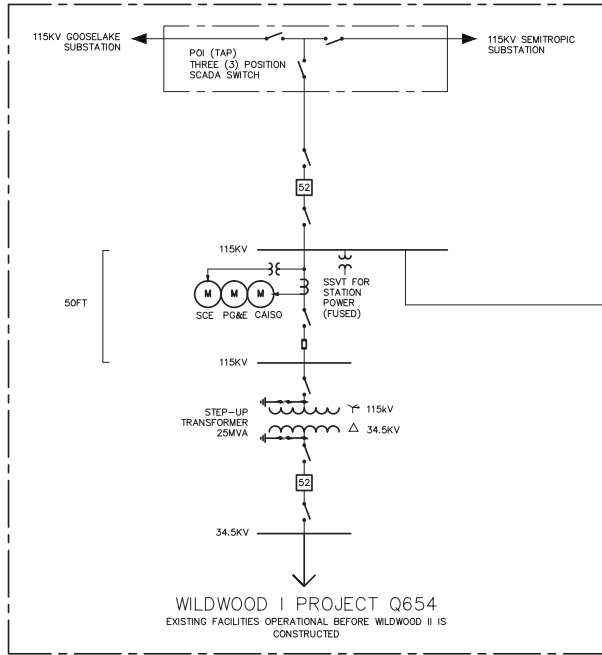 115KV GOOSELAKE
SUBSTATION
115KV SEMITROPIC
SUBSTATION
POI (TAP)
THREE (3) POSITION
SCADA SWITCH
52
115KV
50FT
M M M
SCE PG&E CAISO
SSVT FOR
STATION
POWER
(FUSED)
115KV
STEP-UP
TRANSFORMER
25MVA
115kV
34.5KV
52
34.5KV
WILDWOOD I PROJECT Q654
EXISTING FACILITIES OPERATIONAL BEFORE WILDWOOD II IS
CONSTRUCTED